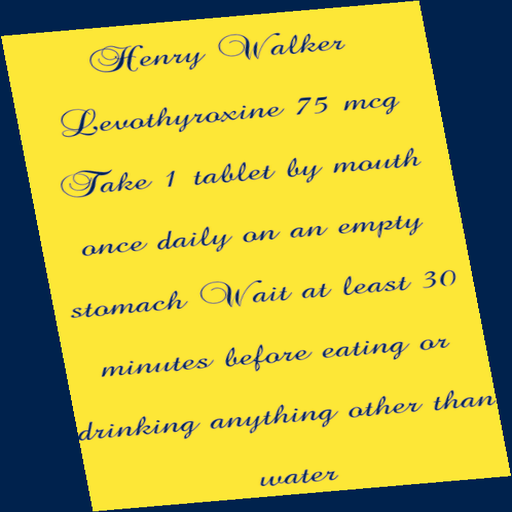 Henry Walker
Levothyroxine 75 mcg
Take 1 tablet by mouth
once daily on an empty
stomach Wait at least 30
minutes before eating or
drinking anything other than
water